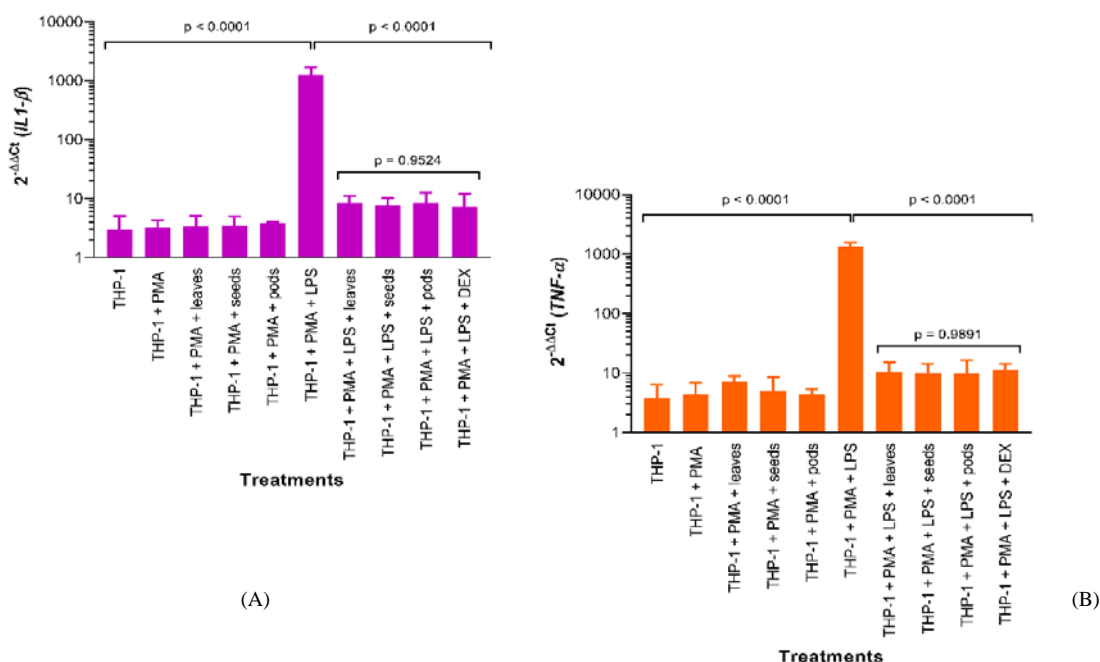 10000
1000
100
10
1
2-ΔΔCt (IL1-β)
p < 0.0001
p < 0.0001
p = 0.9524
THP-1
THP-1 + PMA
THP-1 + PMA + leaves
THP-1 + PMA + seeds
THP-1 + PMA + pods
THP-1 + PMA + LPS
THP-1 + PMA + LPS + leaves
THP-1 + PMA + LPS + seeds
THP-1 + PMA + LPS + pods
THP-1 + PMA + LPS + DEX
Treatments
(A)
10000
1000
100
10
1
2-ΔΔCt (TNF-α)
p < 0.0001
p < 0.0001
p = 0.9891
THP-1
THP-1 + PMA
THP-1 + PMA + leaves
THP-1 + PMA + seeds
THP-1 + PMA + pods
THP-1 + PMA + LPS
THP-1 + PMA + LPS + leaves
THP-1 + PMA + LPS + seeds
THP-1 + PMA + LPS + pods
THP-1 + PMA + LPS + DEX
Treatments
(B)